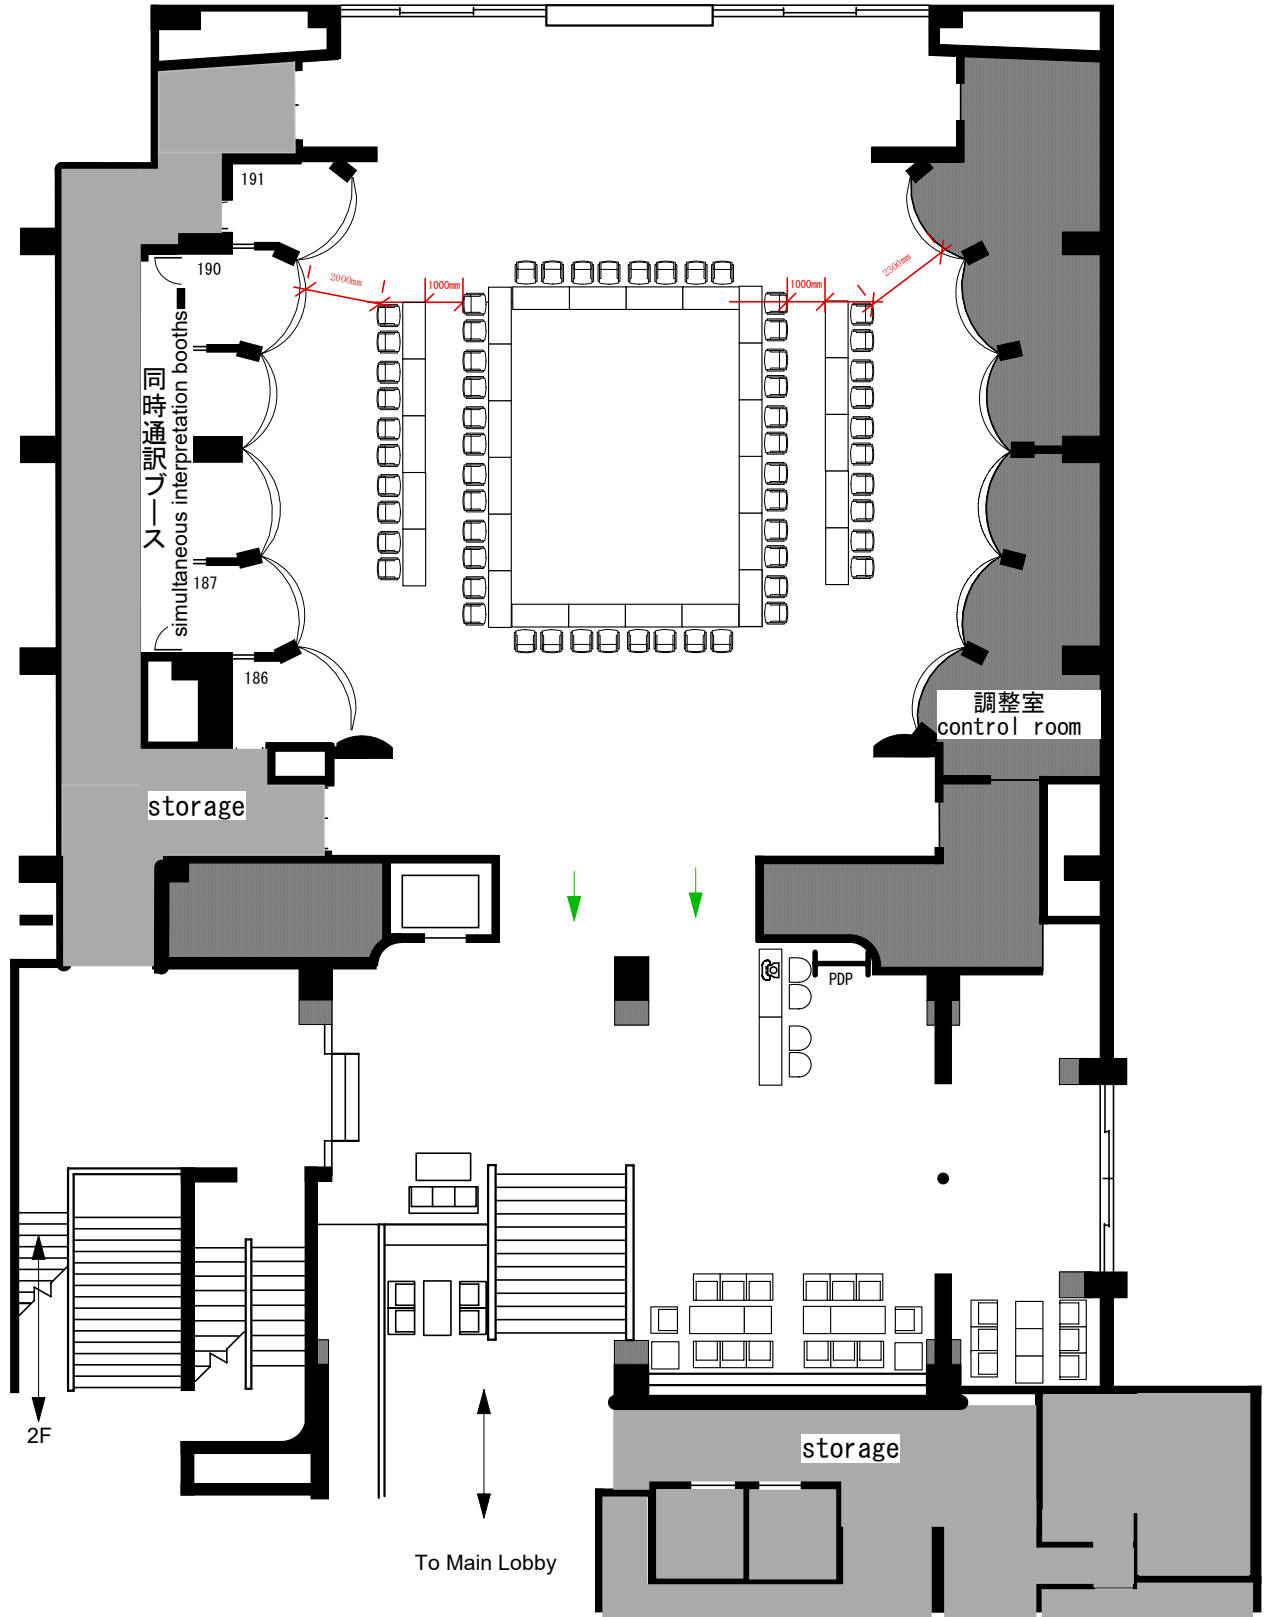 191
190
2000mm
1000mm
1000mm
2300mm
同時通訳ブース
simultaneous interpretation booths
187
186
調整室
control room
storage
PDP
2F
storage
To Main Lobby